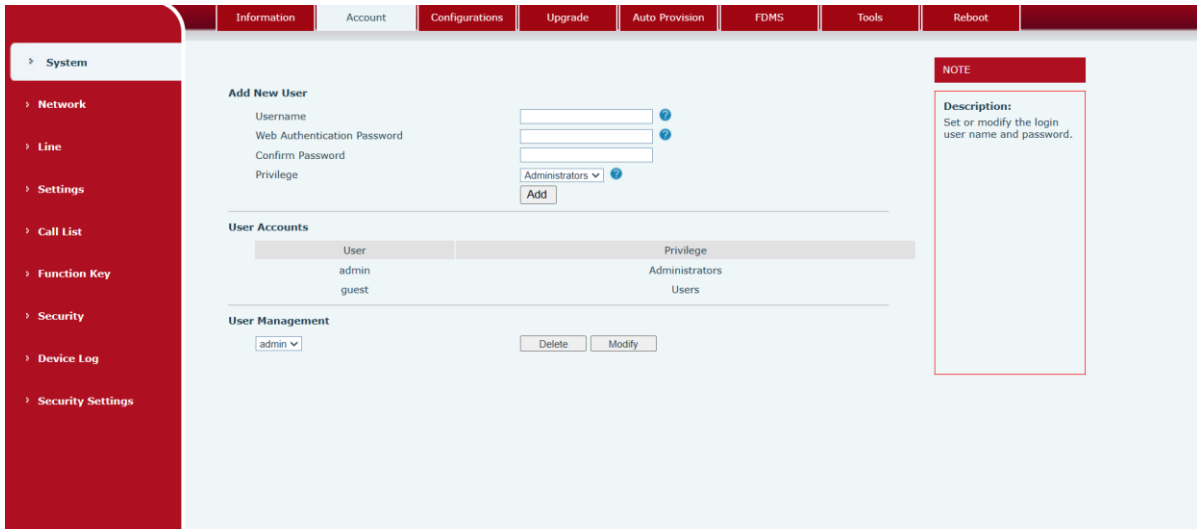 Information Account Configurations Upgrade Auto Provision FDMS Tools Reboot
› System
› Network
› Line
› Settings
› Call List
› Function Key
› Security
› Device Log
› Security Settings
Add New User
Username ?
Web Authentication Password ?
Confirm Password
Privilege Administrators ?
Add
User Accounts
User Privilege
admin Administrators
guest Users
User Management
admin Delete Modify
NOTE
Description:
Set or modify the login
user name and password.